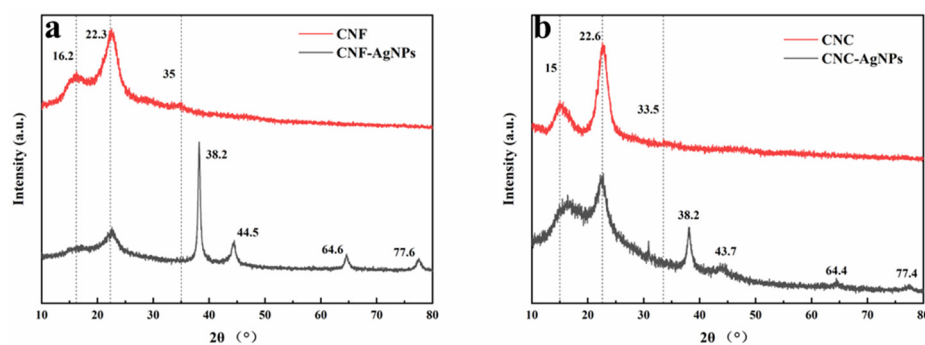 a
CNF
CNF-AgNPs
22.3
16.2
35
38.2
44.5
64.6
77.6
Intensity (a.u.)
10 20 30 40 50 60 70 80
2θ (°)
b
CNC
CNC-AgNPs
22.6
15
33.5
38.2
43.7
64.4
77.4
Intensity (a.u.)
10 20 30 40 50 60 70 80
2θ (°)